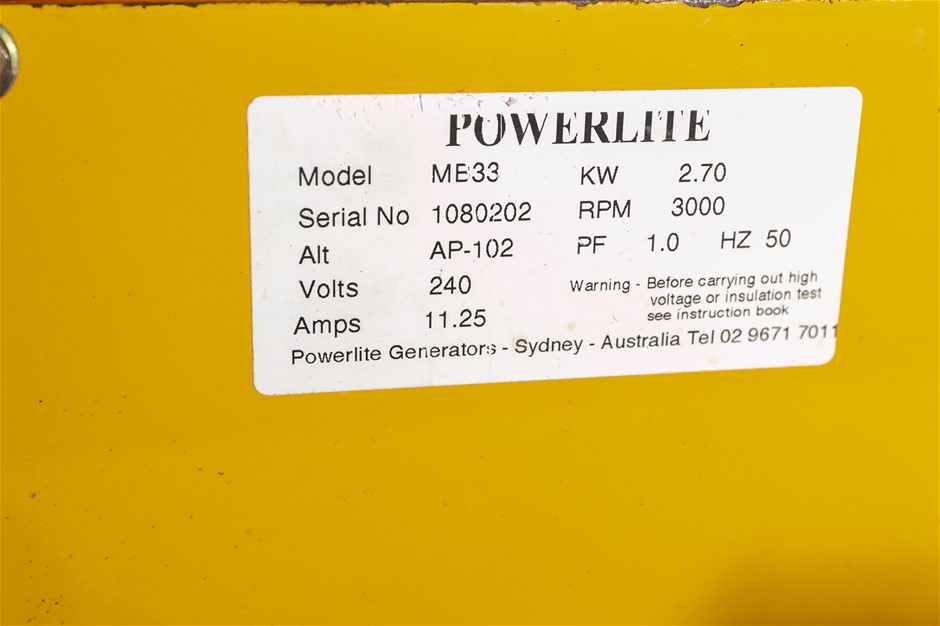 POWERLITE
Model MB33 KW 2.70
Serial No 1080202 RPM 3000
Alt AP-102 PF 1.0 HZ 50
Volts 240
Amps 11.25
Warning - Before carrying out high
voltage or insulation test
see instruction book
Powerlite Generators - Sydney - Australia Tel 02 9671 7011